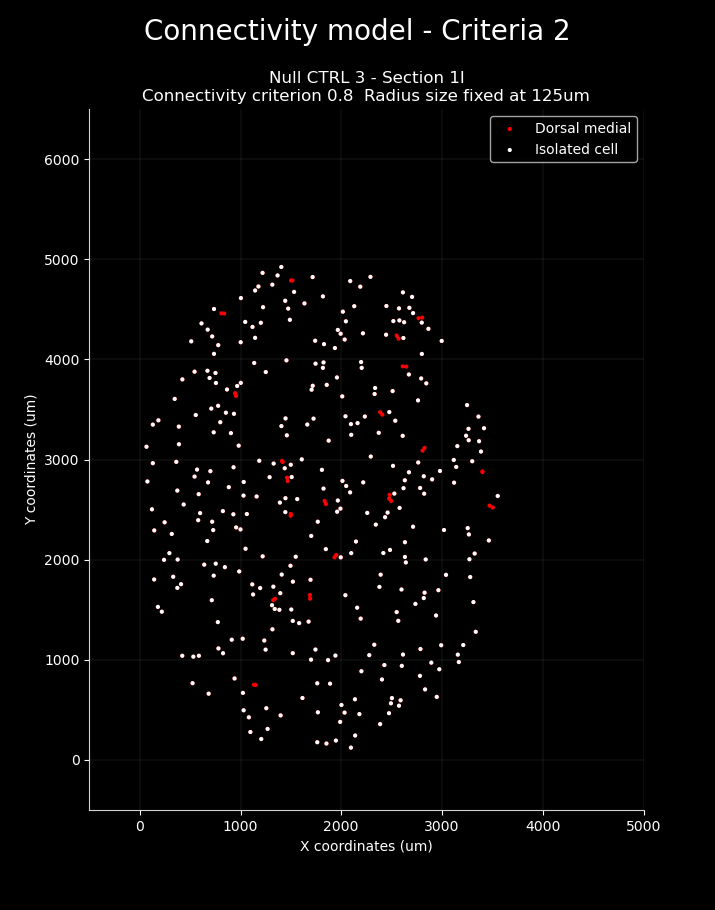 Connectivity model - Criteria 2
Null CTRL 3 - Section 1l
Connectivity criterion 0.8  Radius size fixed at 125um
Dorsal medial
Isolated cell
6000
5000
4000
3000
2000
1000
0
Y coordinates (um)
0
1000
2000
3000
4000
5000
X coordinates (um)